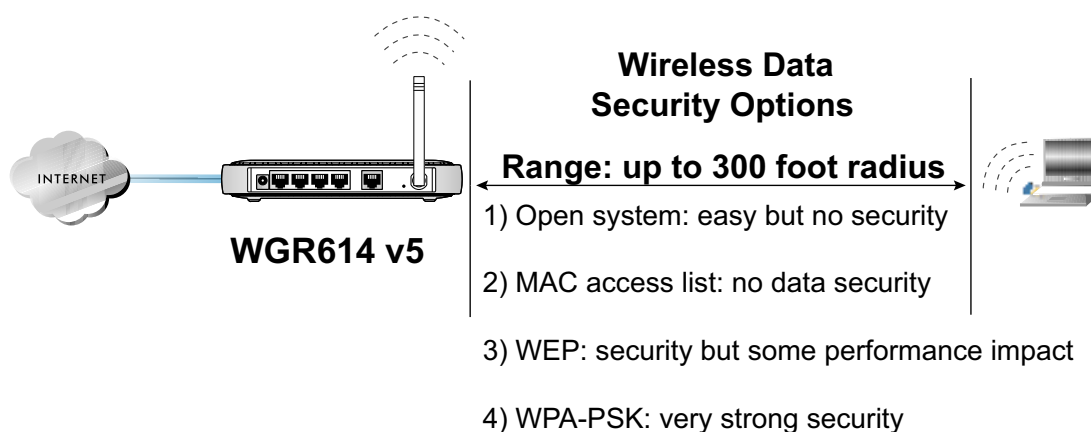 Wireless Data
Security Options
INTERNET
Range: up to 300 foot radius
WGR614 v5
1) Open system: easy but no security
2) MAC access list: no data security
3) WEP: security but some performance impact
4) WPA-PSK: very strong security